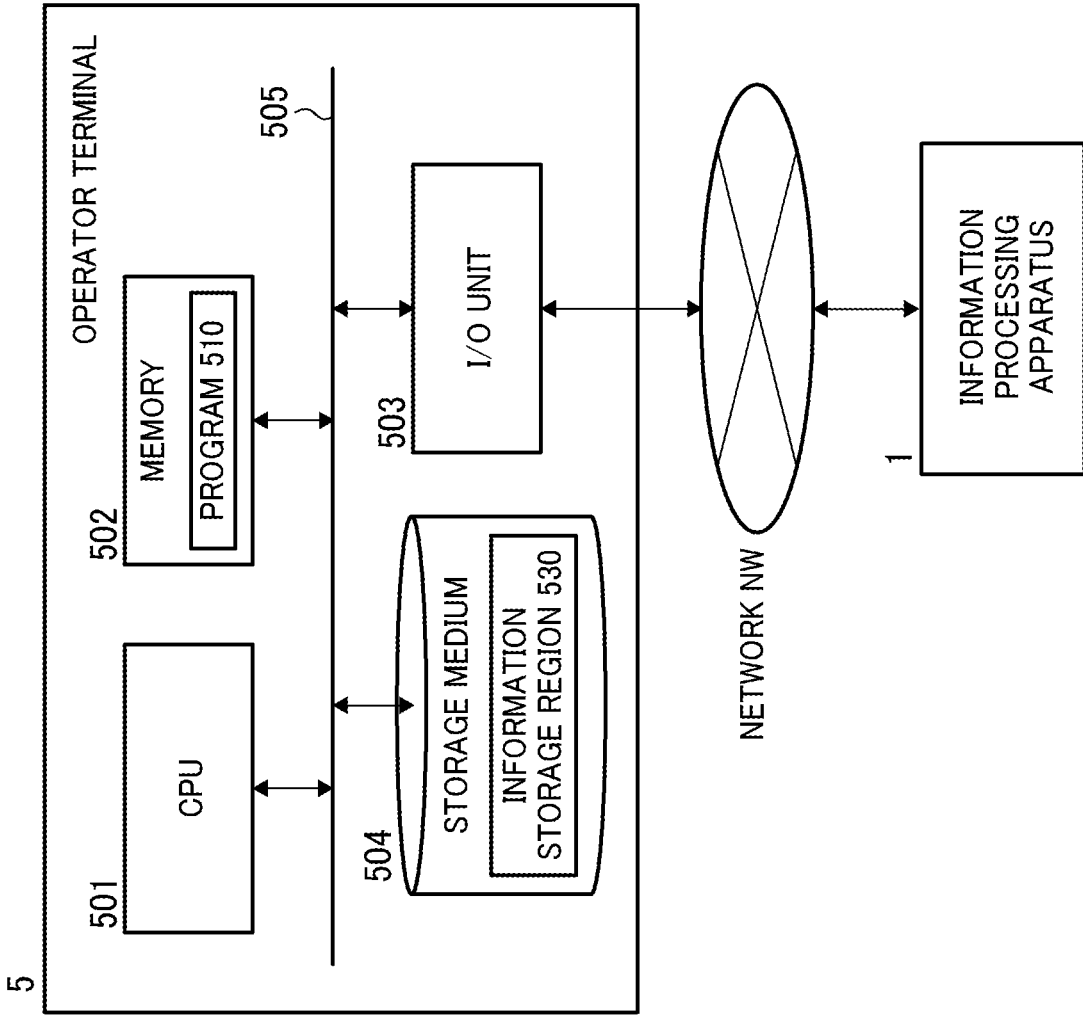 5
OPERATOR TERMINAL
501
CPU
502
MEMORY
PROGRAM 510
505
504
STORAGE MEDIUM
INFORMATION
STORAGE REGION 530
503
I/O UNIT
NETWORK NW
1
INFORMATION
PROCESSING
APPARATUS